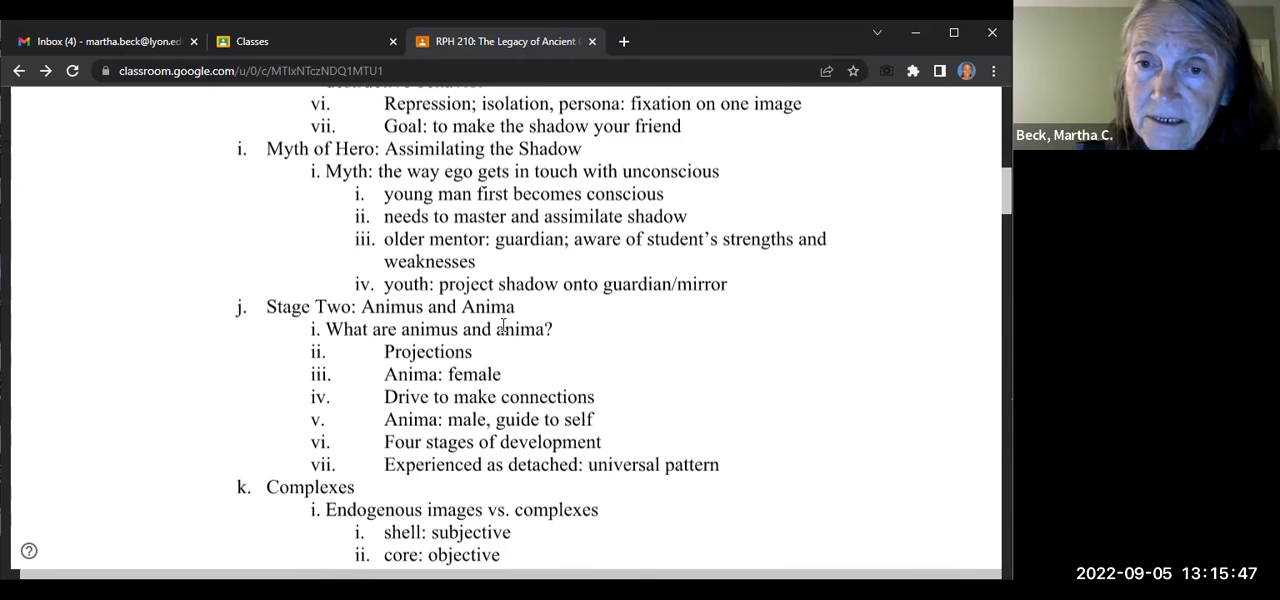 Inbox (4) - martha.beck@lyon.ed
Classes
RPH 210: The Legacy of Ancient
classroom.google.com/u/0/c/MTIxNTczNDQ1MTU1
vi. Repression; isolation, persona: fixation on one image
vii. Goal: to make the shadow your friend
i. Myth of Hero: Assimilating the Shadow
i. Myth: the way ego gets in touch with unconscious
i. young man first becomes conscious
ii. needs to master and assimilate shadow
iii. older mentor: guardian; aware of student's strengths and
weaknesses
iv. youth: project shadow onto guardian/mirror
j. Stage Two: Animus and Anima
i. What are animus and anima?
ii. Projections
iii. Anima: female
iv. Drive to make connections
v. Anima: male, guide to self
vi. Four stages of development
vii. Experienced as detached: universal pattern
k. Complexes
i. Endogenous images vs. complexes
i. shell: subjective
ii. core: objective
Beck, Martha C.
2022-09-05 13:15:47